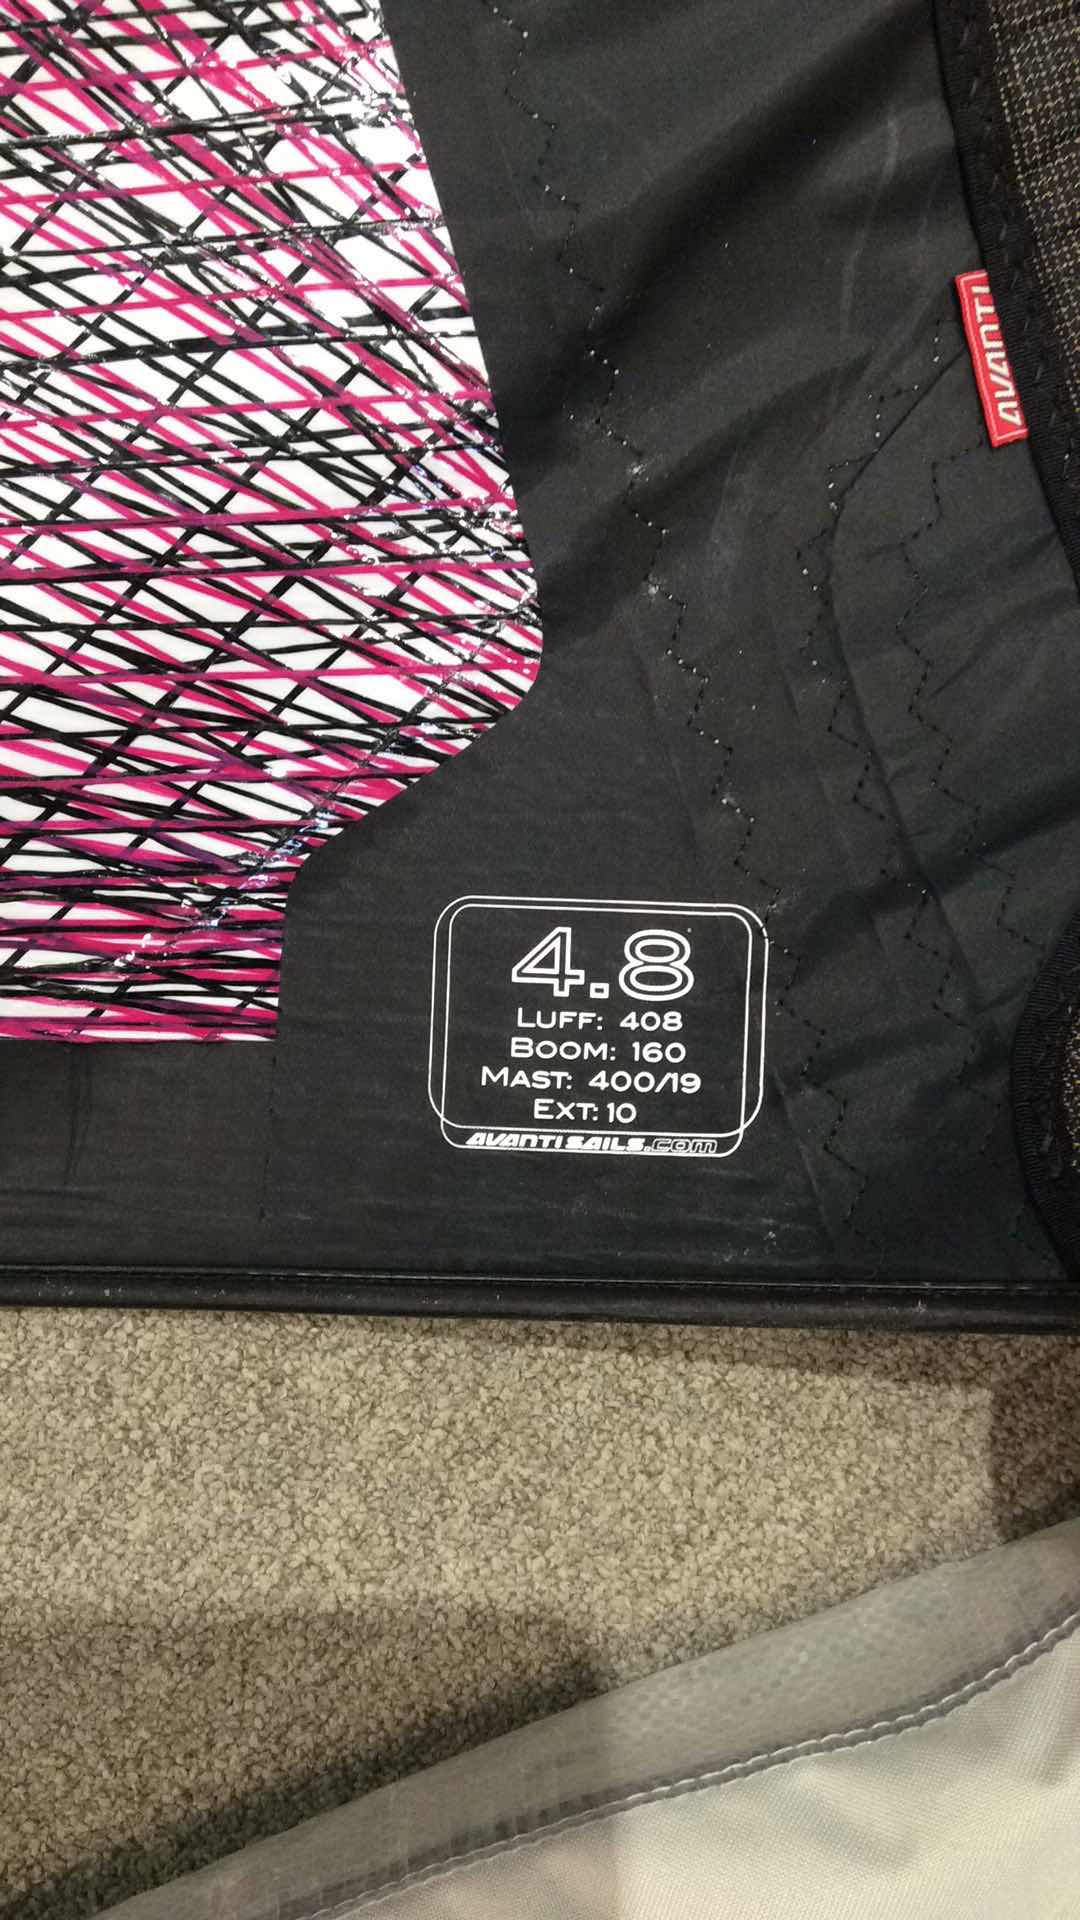 AVANTI
4.8
LUFF: 408
BOOM: 160
MAST: 400/19
EXT: 10
AVANTISAILS.COM